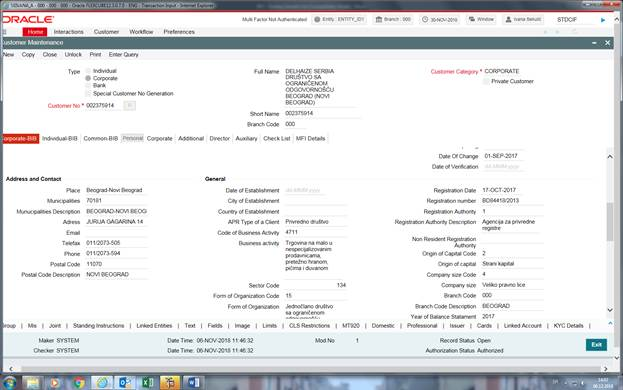 SID\ANA_A - 000 - 000 - ENG - Transaction Input - Internet Explorer
ORACLE
Multi Factor Not Authenticated
Entity : ENTITY_ID1
Branch : 000
30-NOV-2018
Window
Ivana Sekulić
STDCIF
Home Interactions Customer Workflow Preferences
Customer Maintenance
New Copy Close Unlock Print Enter Query
Type
Individual
Corporate
Bank
Special Customer No Generation
Customer No * 002375914
P
Full Name DELHAIZE SERBIA
DRUŠTVO SA
OGRANIČENOM
ODGOVORNOŠĆU
BEOGRAD (NOVI
BEOGRAD)
Short Name 002375914
Branch Code 000
Customer Category * CORPORATE
Private Customer
Corporate-BIB Individual-BIB Common-BIB Personal Corporate Additional Director Auxiliary Check List MFI Details
Date Of Change 01-SEP-2017
Date of Verification dd-MMM-yyyy
Address and Contact
Place Beograd-Novi Beograd
Municipalities 70181
Munucupalities Description BEOGRAD-NOVI BEOG
Adress JURIJA GAGARINA 14
Email
Telefax 011/2073-505
Phone 011/2073-594
Postal Code 11070
Postal Code Description NOVI BEOGRAD
General
Date of Establishment dd-MMM-yyyy
City of Establishment
Country of Establishment
APR Type of a Client Privredno društvo
Code of Business Activity 4711
Business activity Trgovina na malo u
nespecijalizovanim
prodavnicama,
pretežno hranom,
pićima i duvanom
Sector Code 134
Form of Organization Code 15
Form of Organization Jednočlano društvo
sa ograničenom
Registration Date 17-OCT-2017
Registration number BD84418/2013
Registration Authority 1
Registration Authority Description Agencija za privredne
registre
Non Resident Registration
Authority
Origin of Capital Code 2
Origin of capital Strani kapital
Company size Code 4
Company size Veliko pravno lice
Branch Code 000
Branch Code Description BEOGRAD
Year of Balance Statement 2017
Group Mis Joint Standing Instructions Linked Entities Text Fields Image Limits CLS Restrictions MT920 Domestic Professional Issuer Cards Linked Account KYC Details
Maker SYSTEM
Date Time: 06-NOV-2018 11:46:32
Mod No 1
Record Status Open
Checker SYSTEM
Date Time: 06-NOV-2018 11:46:32
Authorization Status Authorized
Exit
14:02
06.12.2018